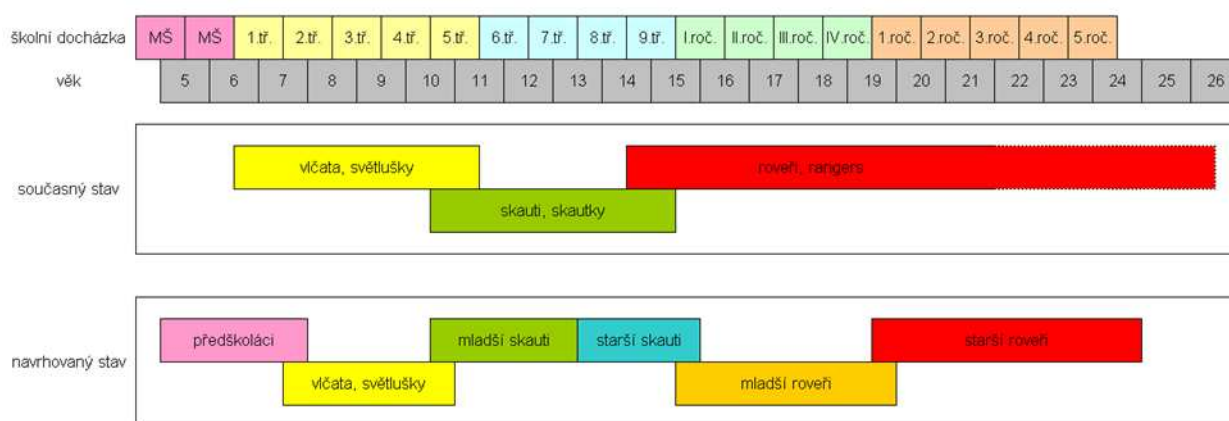 školní docházka MŠ MŠ 1.tř. 2.tř. 3.tř. 4.tř. 5.tř. 6.tř. 7.tř. 8.tř. 9.tř. I.roč. II.roč. III.roč. IV.roč. 1.roč. 2.roč. 3.roč. 4.roč. 5.roč.
věk 5 6 7 8 9 10 11 12 13 14 15 16 17 18 19 20 21 22 23 24 25 26
současný stav
vlčata, světlušky
roveři, rangers
skauti, skautky
navrhovaný stav
předškoláci
mladší skauti
starší skauti
starší roveři
vlčata, světlušky
mladší roveři